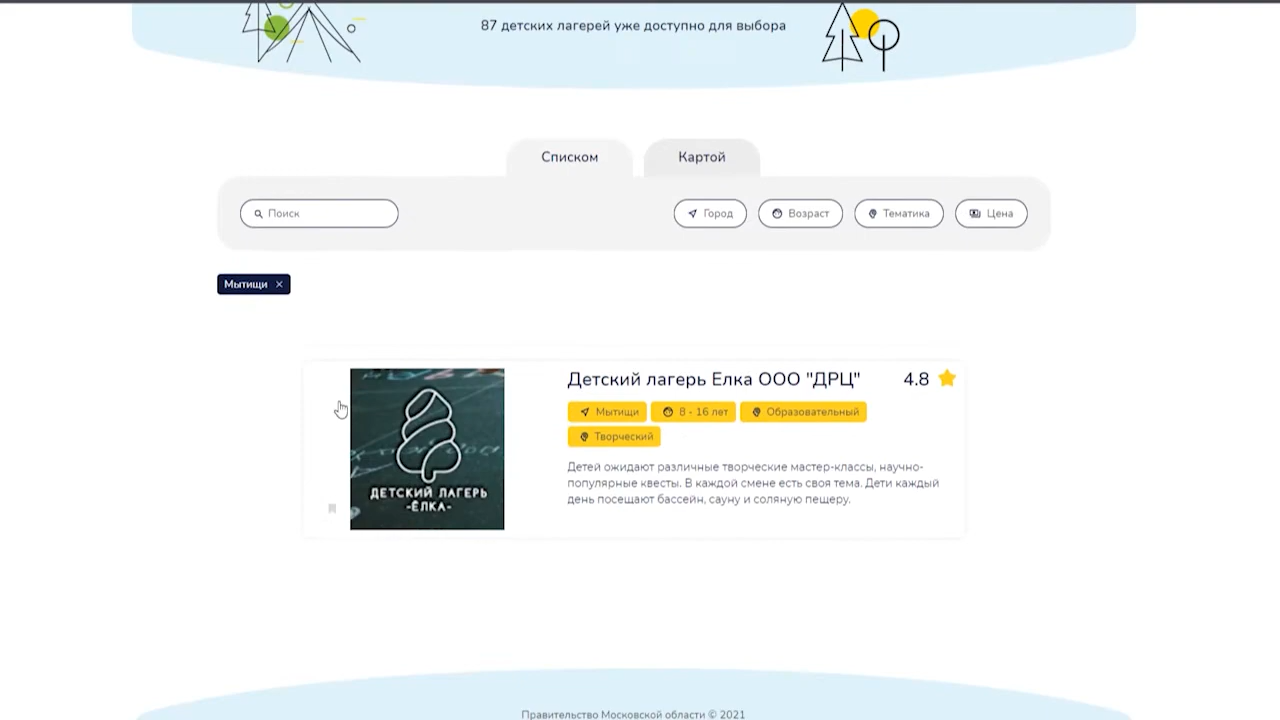 87 детских лагерей уже доступно для выбора
Списком
Картой
Поиск
Город
Возраст
Тематика
Цена
Мытищи ×
Детский лагерь Елка ООО "ДРЦ"
4.8
Мытищи
8 - 16 лет
Образовательный
Творческий
Детей ожидают различные творческие мастер-классы, научно-
популярные квесты. В каждой смене есть своя тема. Дети каждый
день посещают бассейн, сауну и соляную пещеру.
ДЕТСКИЙ ЛАГЕРЬ
-ЁЛКА-
Правительство Московской области © 2021